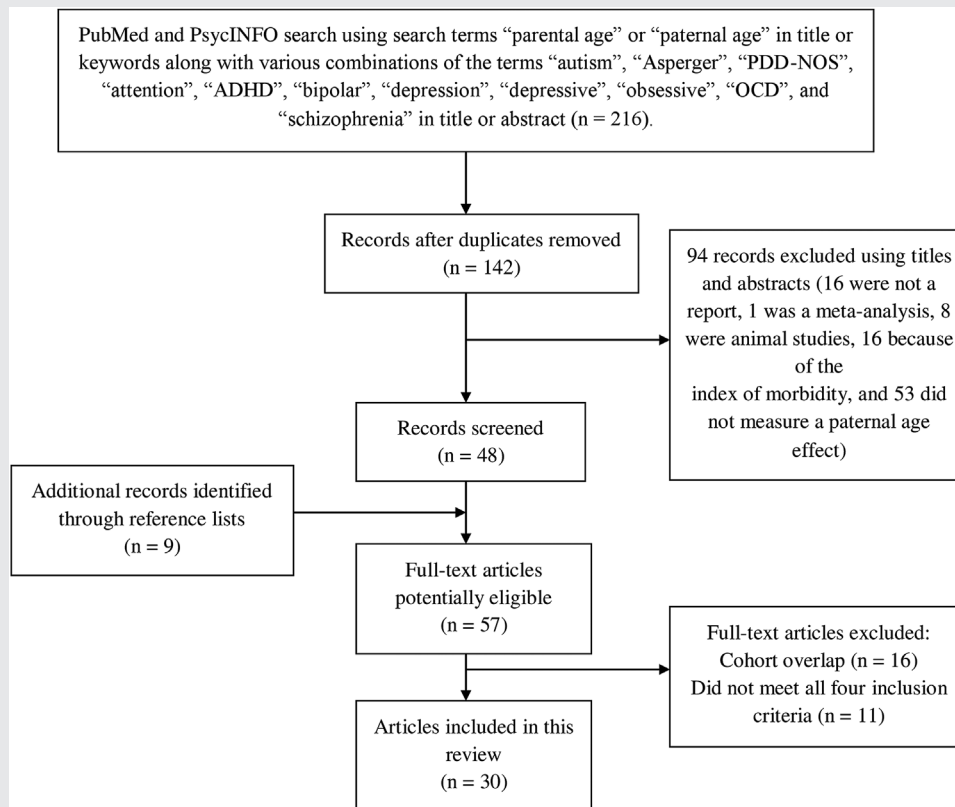 PubMed and PsycINFO search using search terms “parental age” or “paternal age” in title or
keywords along with various combinations of the terms “autism”, “Asperger”, “PDD-NOS”,
“attention”, “ADHD”, “bipolar”, “depression”, “depressive”, “obsessive”, “OCD”, and
“schizophrenia” in title or abstract (n = 216).
Records after duplicates removed
(n = 142)
94 records excluded using titles
and abstracts (16 were not a
report, 1 was a meta-analysis, 8
were animal studies, 16 because
of the
index of morbidity, and 53 did
not measure a paternal age
effect)
Records screened
(n = 48)
Additional records identified
through reference lists
(n = 9)
Full-text articles
potentially eligible
(n = 57)
Full-text articles excluded:
Cohort overlap (n = 16)
Did not meet all four inclusion
criteria (n = 11)
Articles included in this
review
(n = 30)